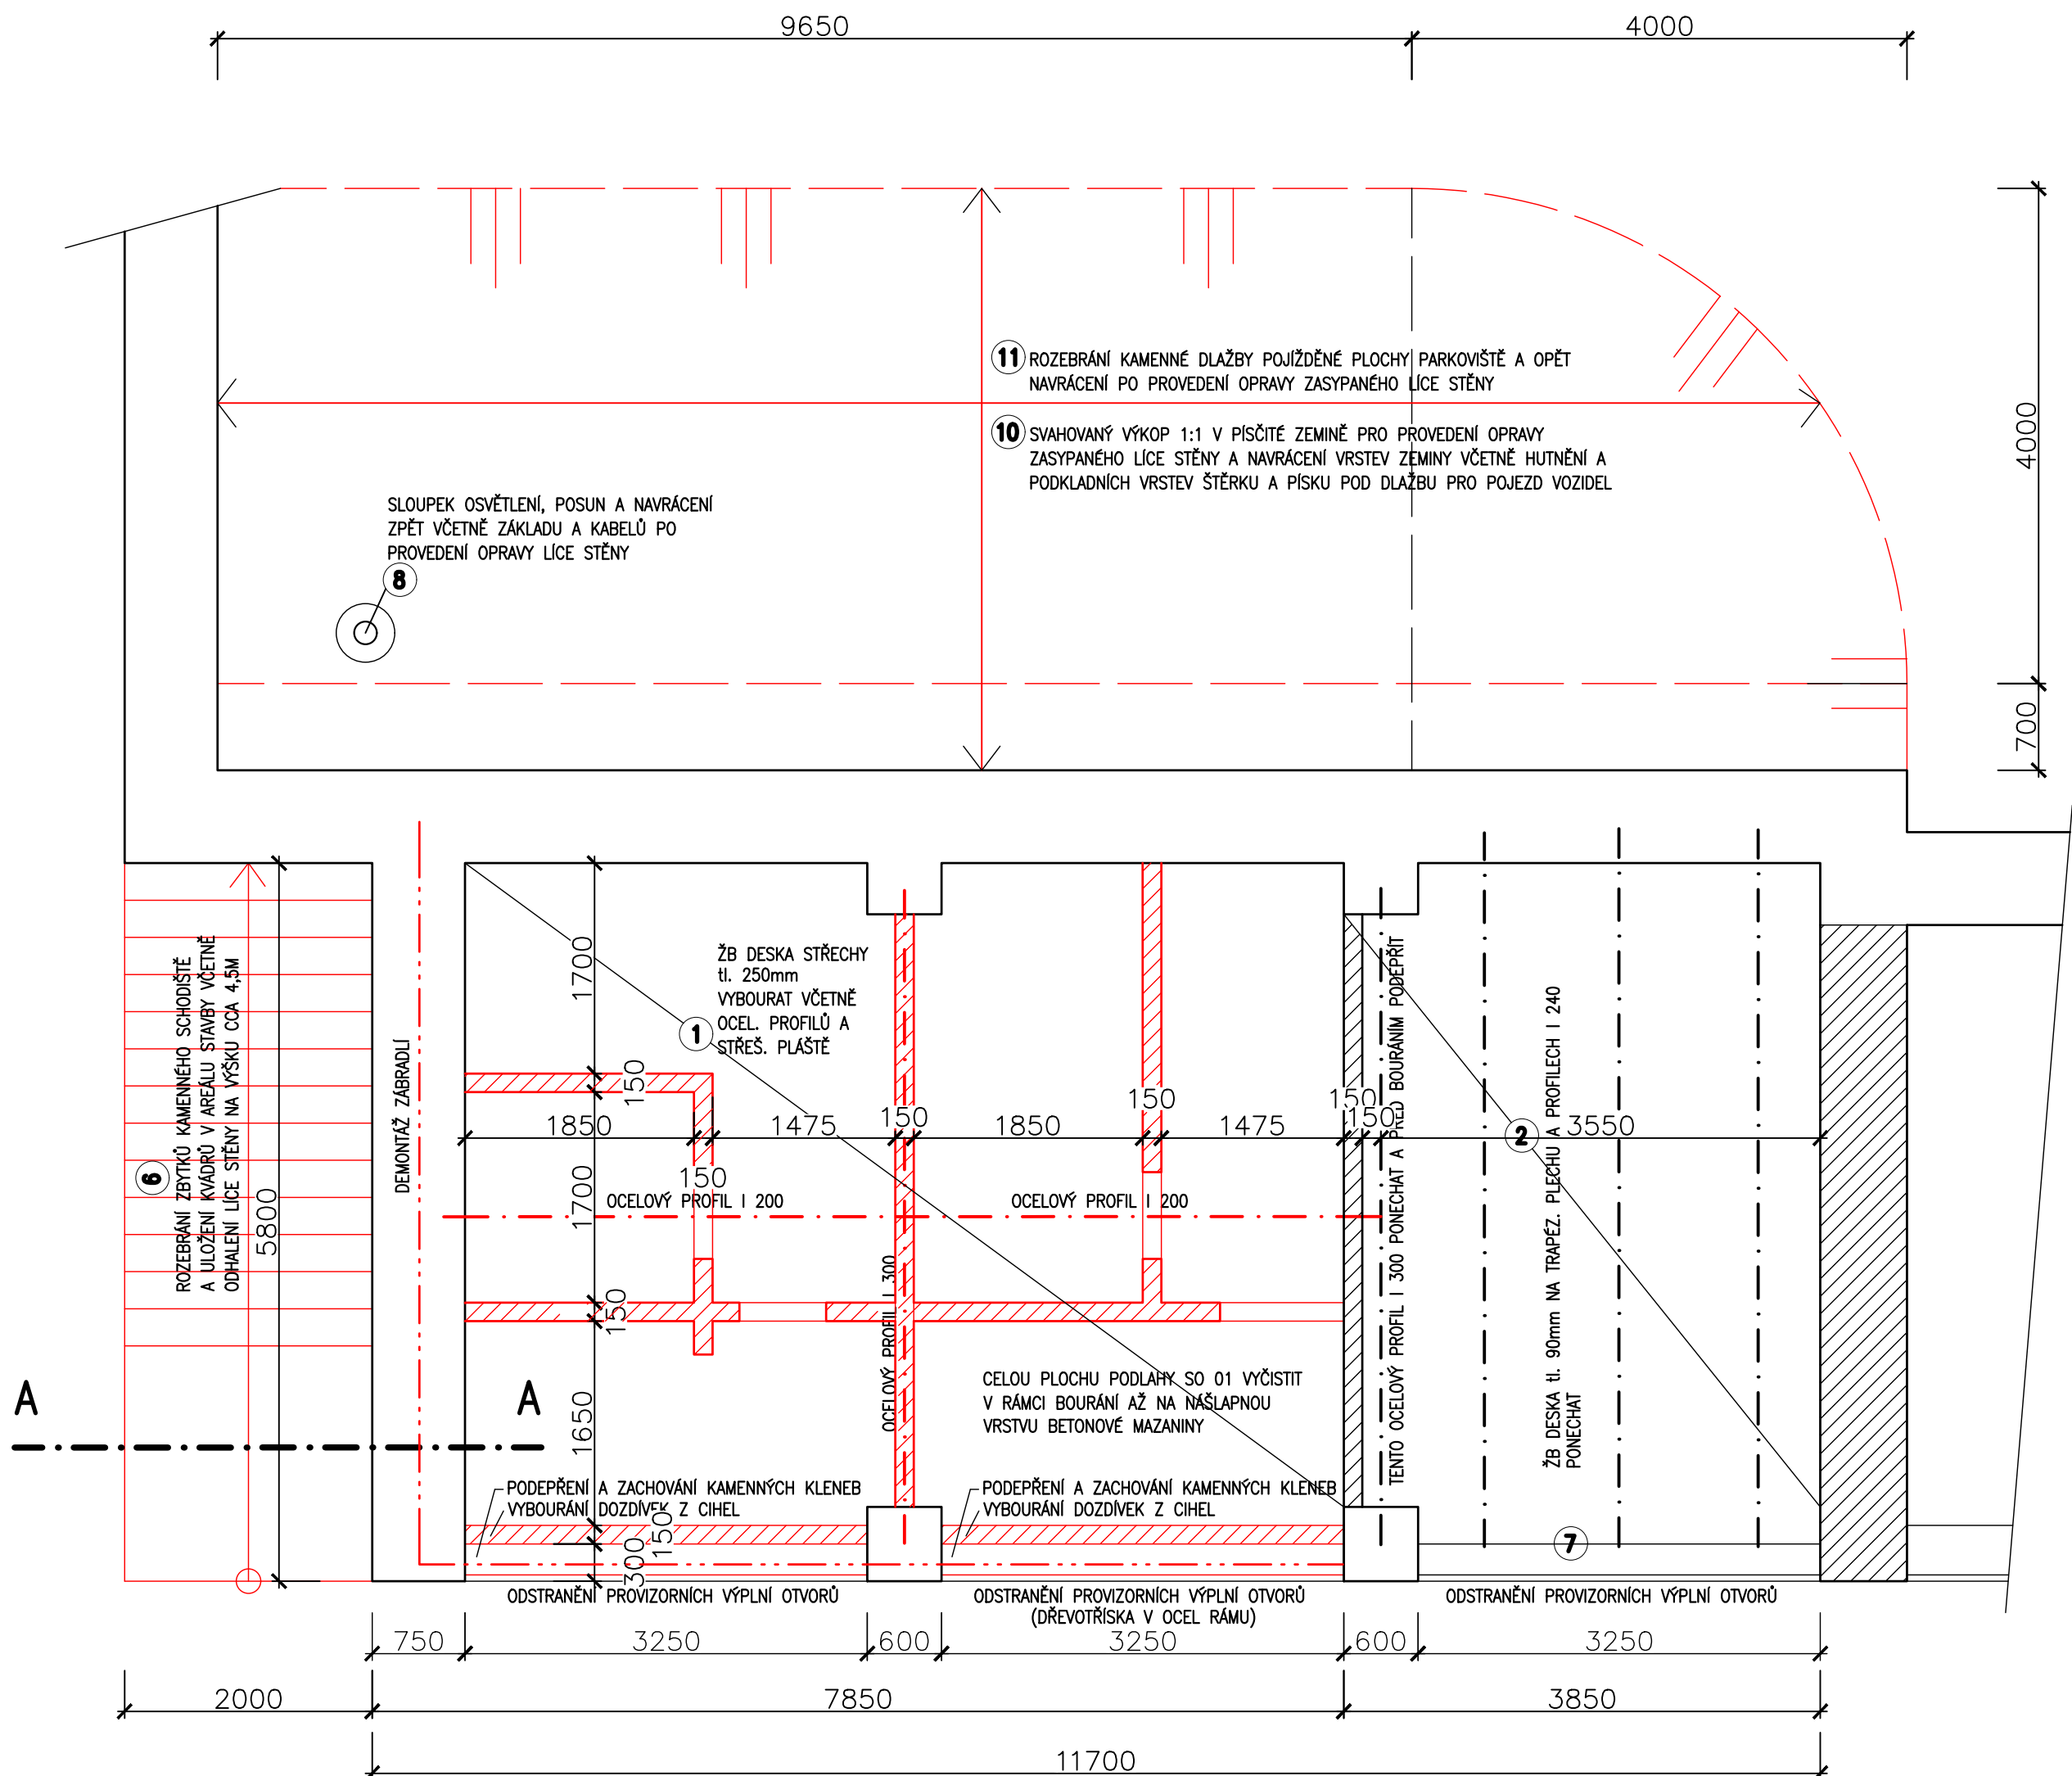 9650
4000
11 ROZEBRÁNÍ KAMENNÉ DLAŽBY POJÍŽDĚNÉ PLOCHY PARKOVIŠTĚ A OPĚT
NAVRÁCENÍ PO PROVEDENÍ OPRAVY ZASYPANÉHO LÍCE STĚNY
10 SVAHOVANÝ VÝKOP 1:1 V PÍSČITÉ ZEMINĚ PRO PROVEDENÍ OPRAVY
ZASYPANÉHO LÍCE STĚNY A NAVRÁCENÍ VRSTEV ZEMINY VČETNĚ HUTNĚNÍ A
PODKLADNÍCH VRSTEV ŠTĚRKU A PÍSKU POD DLAŽBU PRO POJEZD VOZIDEL
4000
SLOUPEK OSVĚTLENÍ, POSUN A NAVRÁCENÍ
ZPĚT VČETNĚ ZÁKLADU A KABELŮ PO
PROVEDENÍ OPRAVY LÍCE STĚNY
8
700
6
ROZEBRÁNÍ ZBYTKŮ KAMENNÉHO SCHODIŠTĚ
A ULOŽENÍ KVÁDRŮ V AREÁLU STAVBY VČETNĚ
ODHALENÍ LÍCE STĚNY NA VÝŠKU CCA 4,5M
5800
DEMONTÁŽ ZÁBRADLÍ
1700
ŽB DESKA STŘECHY
tl. 250mm
VYBOURAT VČETNĚ
OCEL. PROFILŮ A
STŘEŠ. PLÁŠTĚ
1
150
1850
1475
150
1850
150
1475
150
150
2
3550
150
1700
OCELOVÝ PROFIL I 200
OCELOVÝ PROFIL I 200
OCELOVÝ PROFIL I 300
TENTO OCELOVÝ PROFIL I 300 PONECHAT A PŘED BOURÁNÍM PODEPŘÍT
ŽB DESKA tl. 90mm NA TRAPÉZ. PLECHU A PROFILECH I 240
PONECHAT
150
1650
CELOU PLOCHU PODLAHY SO 01 VYČISTIT
V RÁMCI BOURÁNÍ AŽ NA NÁŠLAPNOU
VRSTVU BETONOVÉ MAZANINY
A
A
PODEPŘENÍ A ZACHOVÁNÍ KAMENNÝCH KLENEB
VYBOURÁNÍ DOZDÍVEK Z CIHEL
PODEPŘENÍ A ZACHOVÁNÍ KAMENNÝCH KLENEB
VYBOURÁNÍ DOZDÍVEK Z CIHEL
150
300
7
ODSTRANĚNÍ PROVIZORNÍCH VÝPLNÍ OTVORŮ
ODSTRANĚNÍ PROVIZORNÍCH VÝPLNÍ OTVORŮ
(DŘEVOTŘÍSKA V OCEL RÁMU)
ODSTRANĚNÍ PROVIZORNÍCH VÝPLNÍ OTVORŮ
750
3250
600
3250
600
3250
2000
7850
3850
11700